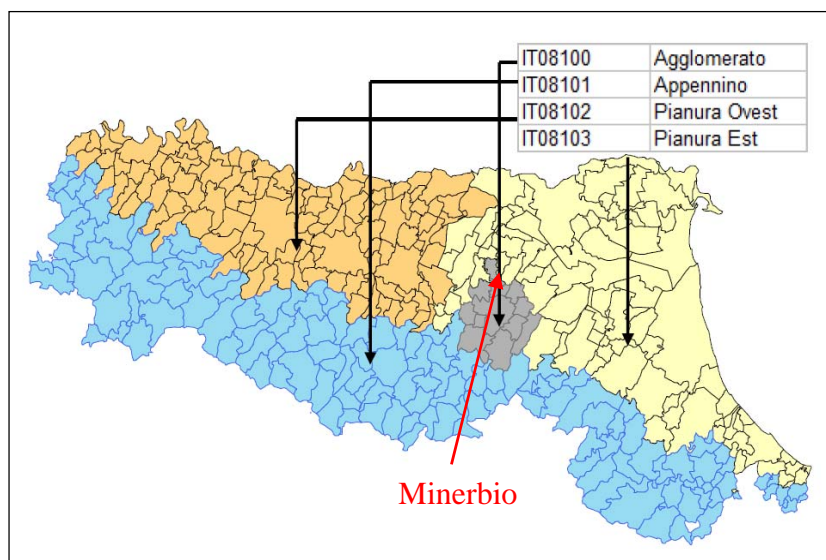 IT08100 Agglomerato
IT08101 Appennino
IT08102 Pianura Ovest
IT08103 Pianura Est
Minerbio